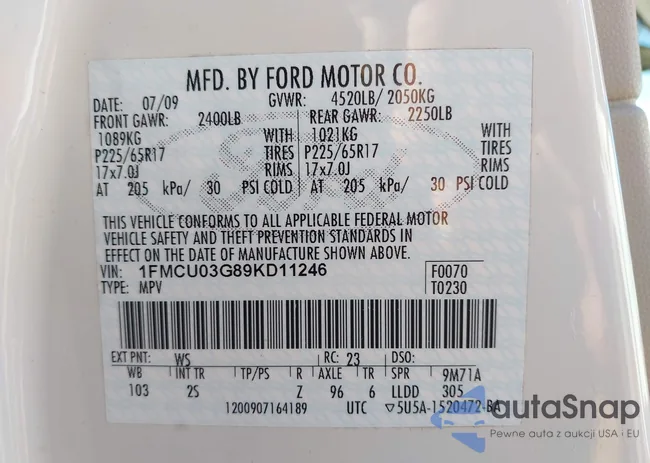 MFD. BY FORD MOTOR CO.
DATE: 07/09 GVWR: 4520LB/ 2050KG
FRONT GAWR: 2400LB REAR GAWR: 2250LB
1089KG WITH 1021KG WITH
P225/65R17 TIRES P225/65R17 TIRES
17x7.0J RIMS 17x7.0J RIMS
AT 205 kPa/ 30 PSI COLD AT 205 kPa/ 30 PSI COLD
THIS VEHICLE CONFORMS TO ALL APPLICABLE FEDERAL MOTOR
VEHICLE SAFETY AND THEFT PREVENTION STANDARDS IN
EFFECT ON THE DATE OF MANUFACTURE SHOWN ABOVE.
VIN: 1FMCU03G89KD11246 F0070
TYPE: MPV T0230
EXT PNT: WS RC: 23 DSO:
WB INT TR TP/PS R AXLE TR SPR 9M71A
103 2S Z 96 6 LLDD 305
1200907164189 UTC ▽5U5A-1520472-BA
autaSnap
Pewne auta z aukcji USA i EU